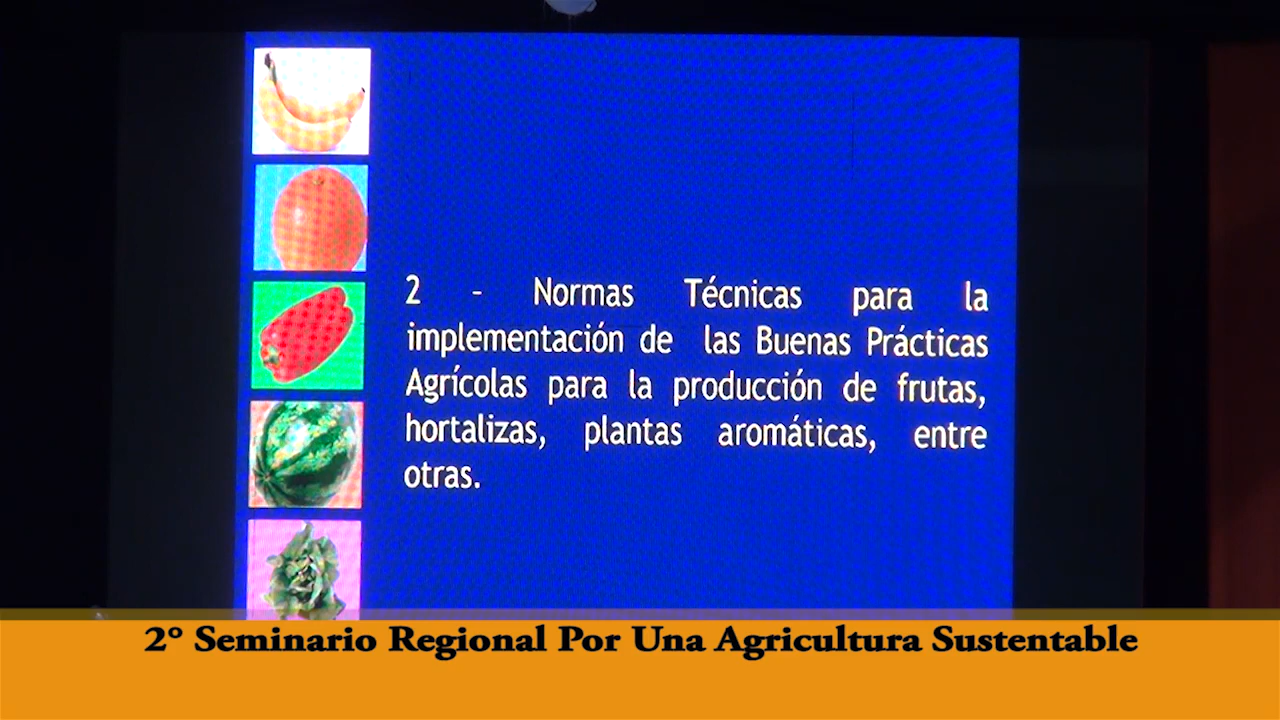 2 - Normas Técnicas para la
implementación de las Buenas Prácticas
Agrícolas para la producción de frutas,
hortalizas, plantas aromáticas, entre
otras.
2º Seminario Regional Por Una Agricultura Sustentable